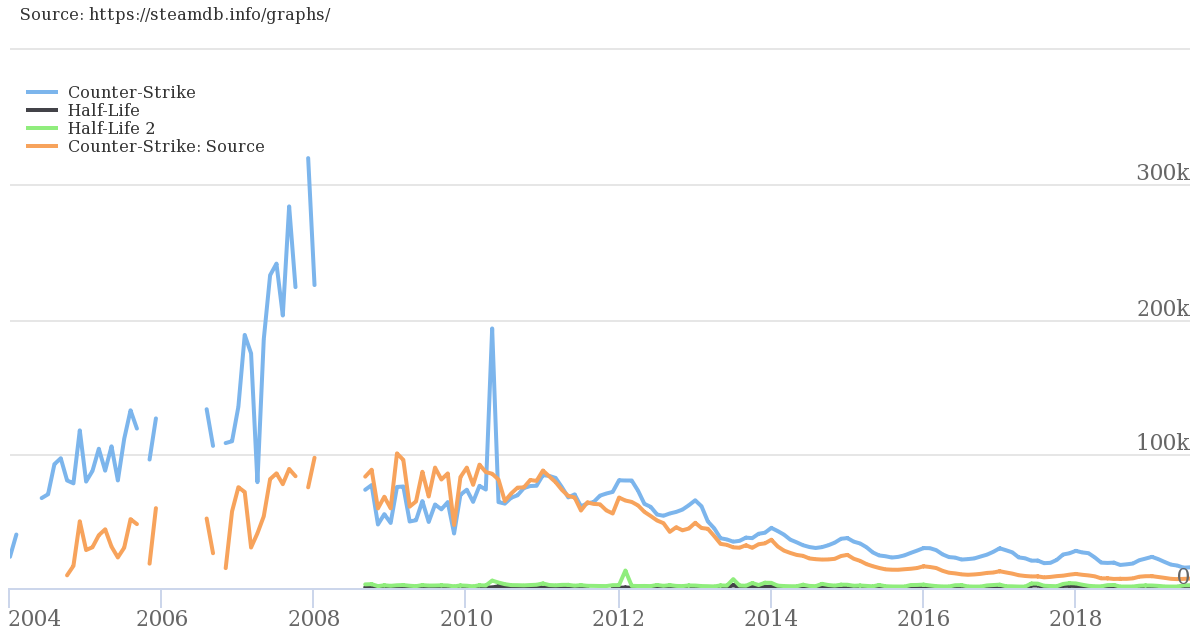 Source: https://steamdb.info/graphs/
Counter-Strike
Half-Life
Half-Life 2
Counter-Strike: Source
300k
200k
100k
0
2004 2006 2008 2010 2012 2014 2016 2018